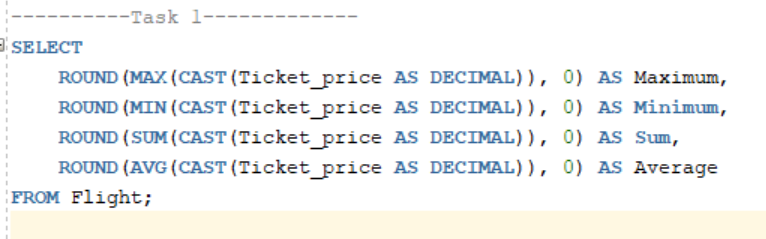 ----------Task 1-------------
SELECT
ROUND(MAX(CAST(Ticket_price AS DECIMAL)), 0) AS Maximum,
ROUND(MIN(CAST(Ticket_price AS DECIMAL)), 0) AS Minimum,
ROUND(SUM(CAST(Ticket_price AS DECIMAL)), 0) AS Sum,
ROUND(AVG(CAST(Ticket_price AS DECIMAL)), 0) AS Average
FROM Flight;